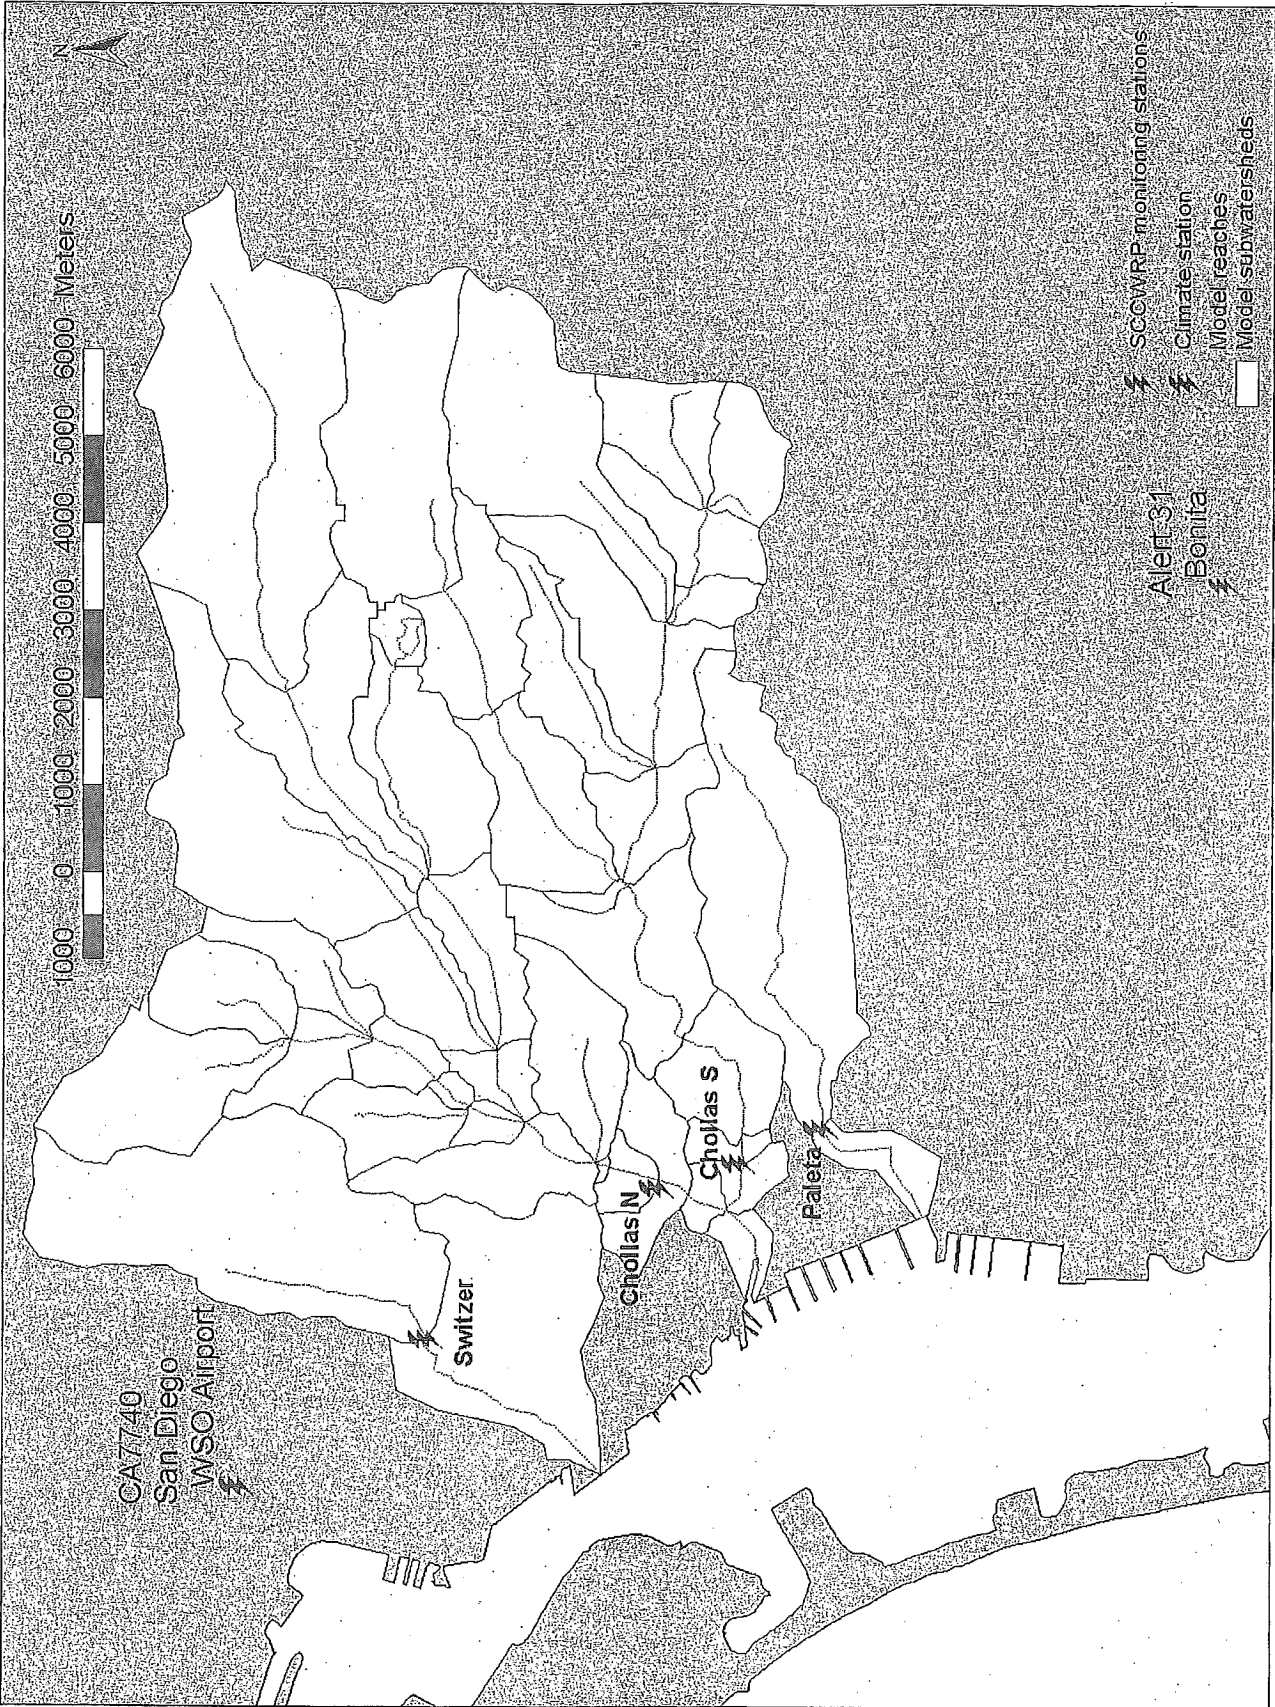 N
1000 0 1000 2000 3000 4000 5000 6000 Meters
CA7740
San Diego
WSO Airport
Switzer
Chollas N
Chollas S
Paleta
Alert 31
Bonita
SCCWRP monitoring stations
Climate station
Model reaches
Model subwatersheds